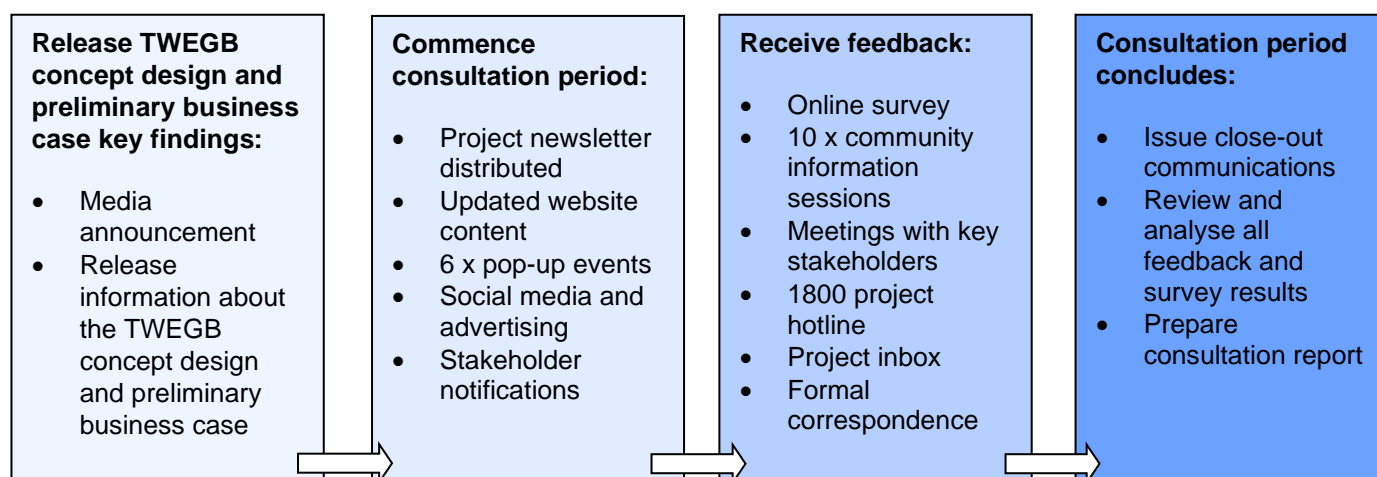 Release TWEGB
concept design and
preliminary business
case key findings:
• Media
announcement
• Release
information about
the TWEGB
concept design
and preliminary
business case
Commence
consultation period:
• Project newsletter
distributed
• Updated website
content
• 6 x pop-up events
• Social media and
advertising
• Stakeholder
notifications
Receive feedback:
• Online survey
• 10 x community
information
sessions
• Meetings with key
stakeholders
• 1800 project
hotline
• Project inbox
• Formal
correspondence
Consultation period
concludes:
• Issue close-out
communications
• Review and
analyse all
feedback and
survey results
• Prepare
consultation report